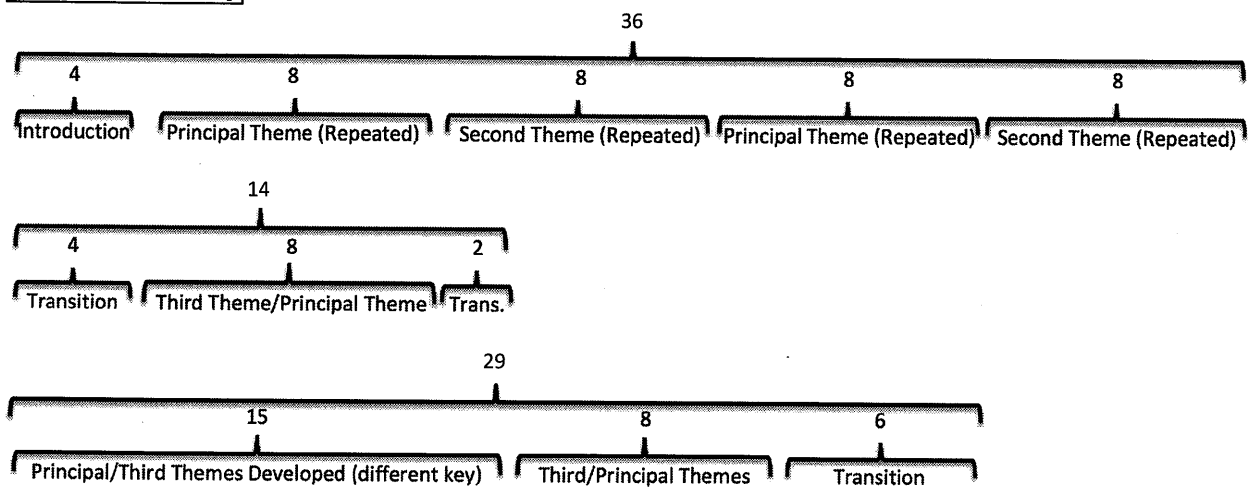 36
4 8 8 8 8
Introduction Principal Theme (Repeated) Second Theme (Repeated) Principal Theme (Repeated) Second Theme (Repeated)
14
4 8 2
Transition Third Theme/Principal Theme Trans.
29
15 8 6
Principal/Third Themes Developed (different key) Third/Principal Themes Transition